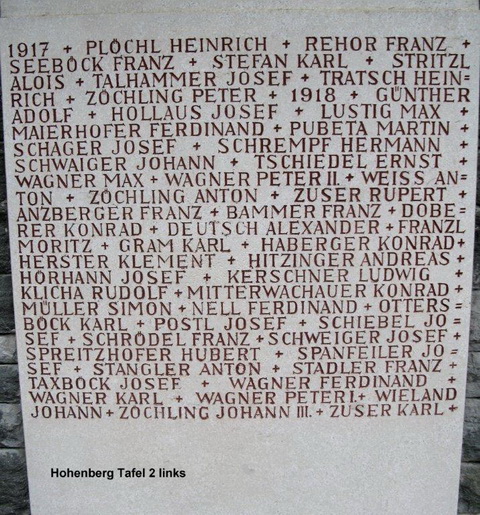 1917 + PLÖCHL HEINRICH + REHOR FRANZ +
SEEBÖCK FRANZ + STEFAN KARL + STRITZL
ALOIS + TALHAMMER JOSEF + TRATSCH HEIN=
RICH + ZÖCHLING PETER + 1918 + GÜNTHER
ADOLF + HOLLAUS JOSEF + LUSTIG MAX +
MAIERHOFER FERDINAND + PUBETA MARTIN +
SCHAGER JOSEF + SCHREMPF HERMANN +
SCHWAIGER JOHANN + TSCHIEDEL ERNST +
WAGNER MAX + WAGNER PETER II. + WEISS AN=
TON + ZÖCHLING ANTON + ZUSER RUPERT +
ANZBERGER FRANZ + BAMMER FRANZ + DOBE=
RER KONRAD + DEUTSCH ALEXANDER + FRANZL
MORITZ + GRAM KARL + HABERGER KONRAD +
HERSTER KLEMENT + HITZINGER ANDREAS +
HÖRHANN JOSEF + KERSCHNER LUDWIG +
KLICHA RUDOLF + MITTERWACHAUER KONRAD +
MÜLLER SIMON + NELL FERDINAND + OTTERS=
BÖCK KARL + POSTL JOSEF + SCHIEBEL JO=
SEF + SCHRÖDEL FRANZ + SCHWEIGER JOSEF +
SPREITZHOFER HUBERT + SPANFEILER JO=
SEF + STANGLER ANTON + STADLER FRANZ +
TAXBÖCK JOSEF + WAGNER FERDINAND +
WAGNER KARL + WAGNER PETER I. + WIELAND
JOHANN + ZÖCHLING JOHANN III. + ZUSER KARL +
Hohenberg Tafel 2 links